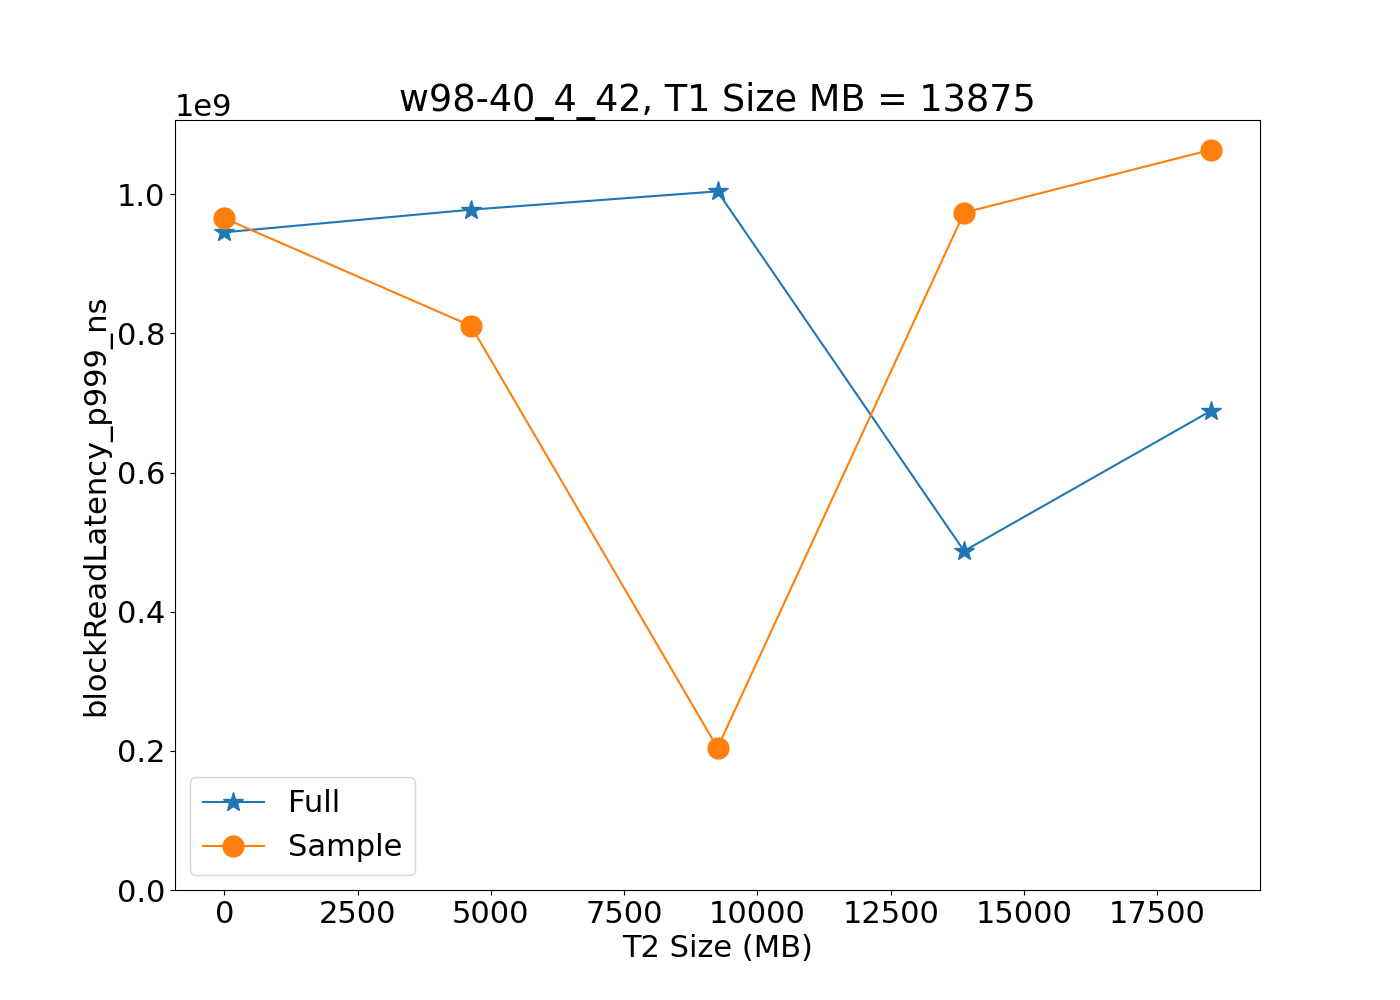 w98-40_4_42, T1 Size MB = 13875
1e9
1.0
0.8
0.6
0.4
0.2
0.0
blockReadLatency_p999_ns
Full
Sample
0 2500 5000 7500 10000 12500 15000 17500
T2 Size (MB)